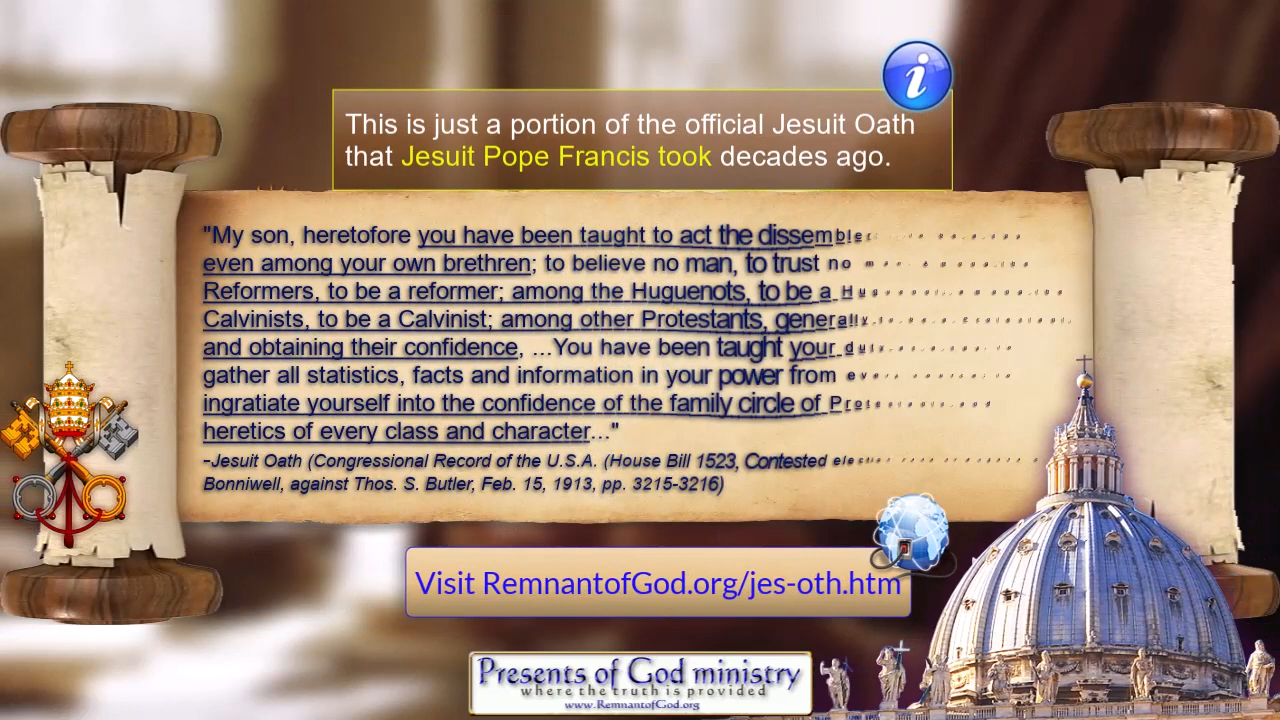 This is just a portion of the official Jesuit Oath
that Jesuit Pope Francis took decades ago.
"My son, heretofore you have been taught to act the dissembler
even among your own brethren; to believe no man, to trust no
Reformers, to be a reformer; among the Huguenots, to be a
Calvinists, to be a Calvinist; among other Protestants, generally
and obtaining their confidence, ...You have been taught your
gather all statistics, facts and information in your power from
ingratiate yourself into the confidence of the family circle of
heretics of every class and character..."
-Jesuit Oath (Congressional Record of the U.S.A. (House Bill 1523, Contested
Bonniwell, against Thos. S. Butler, Feb. 15, 1913, pp. 3215-3216)
Visit RemnantofGod.org/jes-oth.htm
Presents of God ministry
where the truth is provided
www.RemnantofGod.org